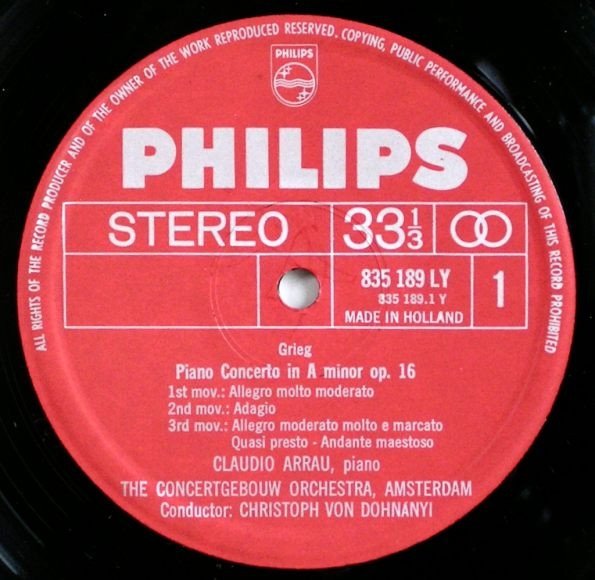 ALL RIGHTS OF THE RECORD PRODUCER AND OF THE OWNER OF THE WORK REPRODUCED RESERVED. COPYING, PUBLIC PERFORMANCE AND BROADCASTING OF THIS RECORD PROHIBITED
PHILIPS
PHILIPS
STEREO
33 1/3
835 189 LY
835 189.1 Y
MADE IN HOLLAND
1
Grieg
Piano Concerto in A minor op. 16
1st mov.: Allegro molto moderato
2nd mov.: Adagio
3rd mov.: Allegro moderato molto e marcato
Quasi presto - Andante maestoso
CLAUDIO ARRAU, piano
THE CONCERTGEBOUW ORCHESTRA, AMSTERDAM
Conductor: CHRISTOPH VON DOHNANYI